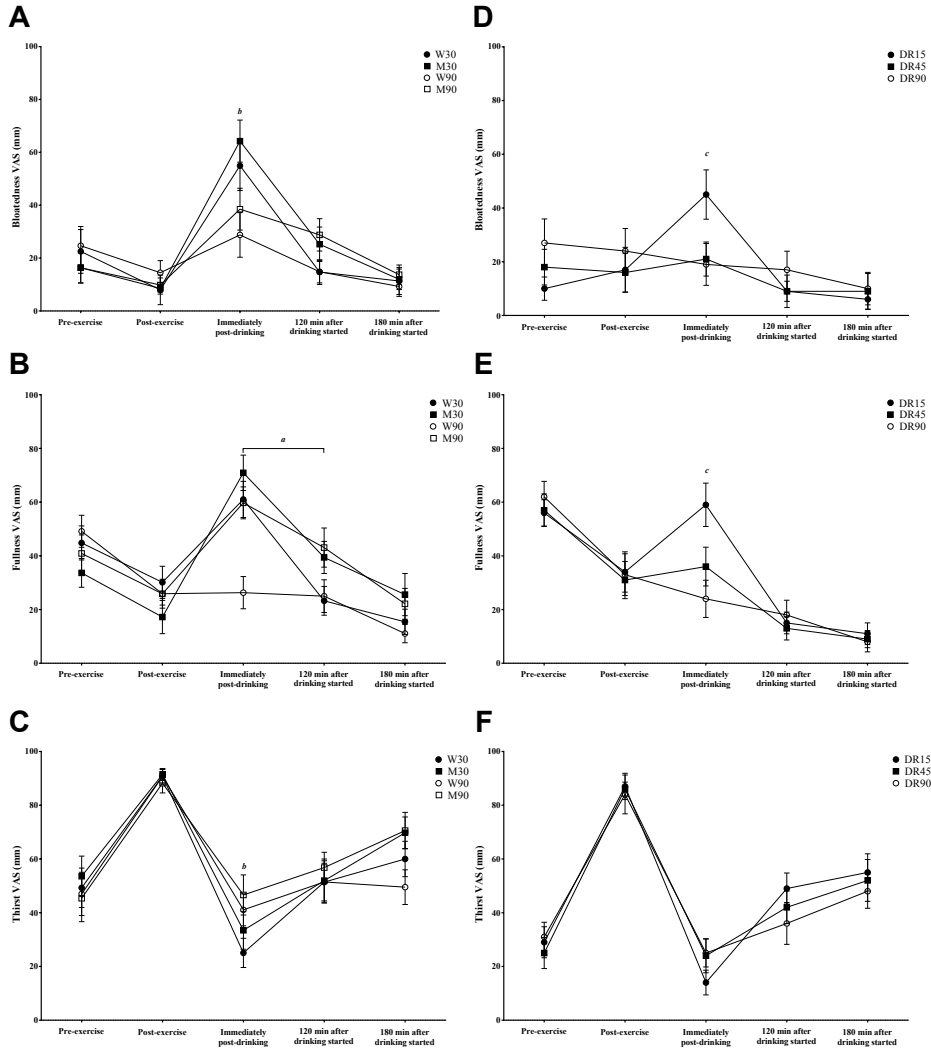 A
100
80
60
40
20
0
Bloatedness VAS (mm)
b
W30
M30
W90
M90
Pre-exercise
Post-exercise
Immediately
post-drinking
120 min after
drinking started
180 min after
drinking started
D
100
80
60
40
20
0
Bloatedness VAS (mm)
c
DR15
DR45
DR90
Pre-exercise
Post-exercise
Immediately
post-drinking
120 min after
drinking started
180 min after
drinking started
B
100
80
60
40
20
0
Fullness VAS (mm)
a
W30
M30
W90
M90
Pre-exercise
Post-exercise
Immediately
post-drinking
120 min after
drinking started
180 min after
drinking started
E
100
80
60
40
20
0
Fullness VAS (mm)
c
DR15
DR45
DR90
Pre-exercise
Post-exercise
Immediately
post-drinking
120 min after
drinking started
180 min after
drinking started
C
100
80
60
40
20
0
Thirst VAS (mm)
b
W30
M30
W90
M90
Pre-exercise
Post-exercise
Immediately
post-drinking
120 min after
drinking started
180 min after
drinking started
F
100
80
60
40
20
0
Thirst VAS (mm)
DR15
DR45
DR90
Pre-exercise
Post-exercise
Immediately
post-drinking
120 min after
drinking started
180 min after
drinking started